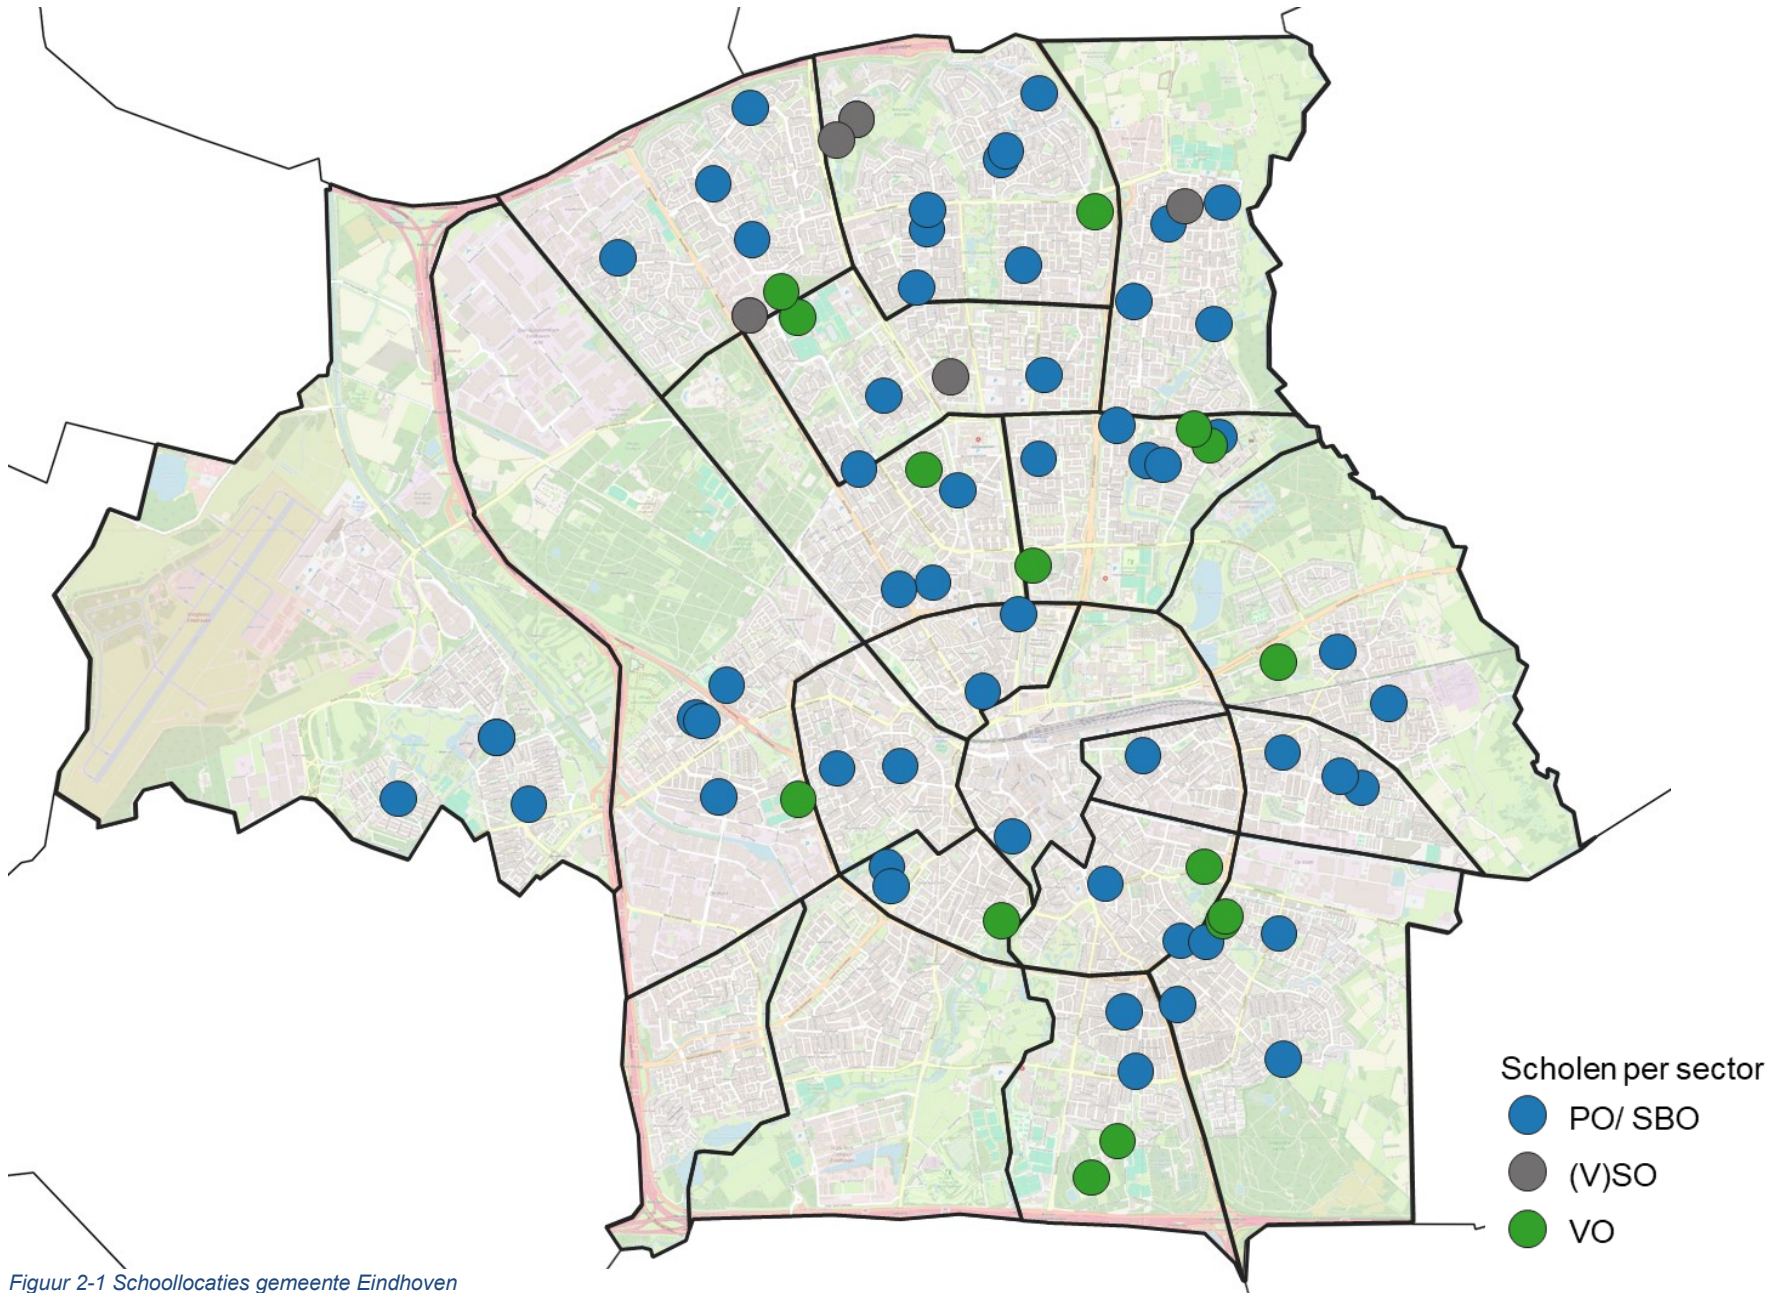 Scholen per sector
PO/ SBO
(V)SO
VO
Figuur 2-1 Schoollocaties gemeente Eindhoven